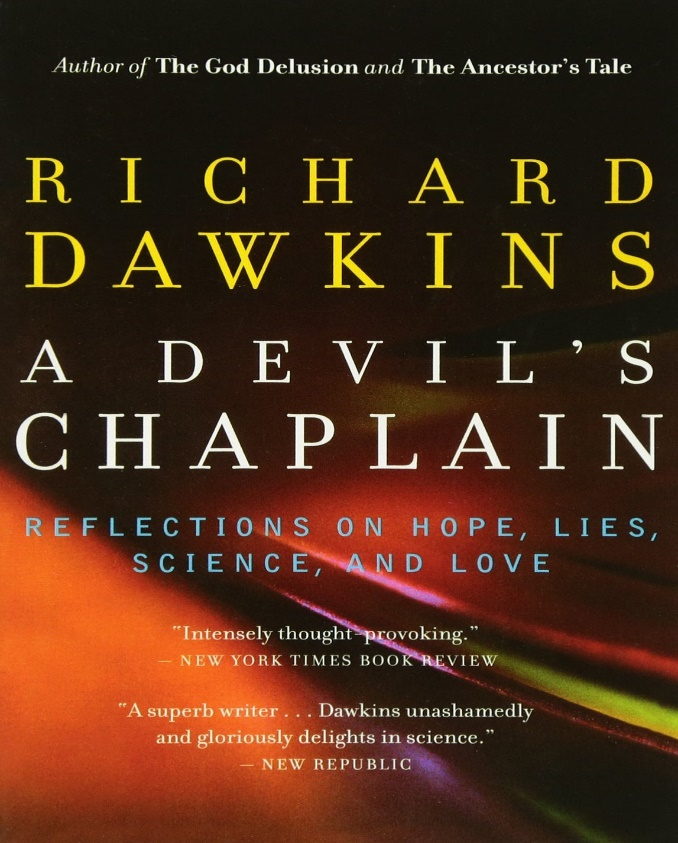 Author of The God Delusion and The Ancestor's Tale
RICHARD
DAWKINS
A DEVIL'S
CHAPLAIN
REFLECTIONS ON HOPE, LIES,
SCIENCE, AND LOVE
"Intensely thought-provoking."
— NEW YORK TIMES BOOK REVIEW
"A superb writer . . . Dawkins unashamedly
and gloriously delights in science."
— NEW REPUBLIC